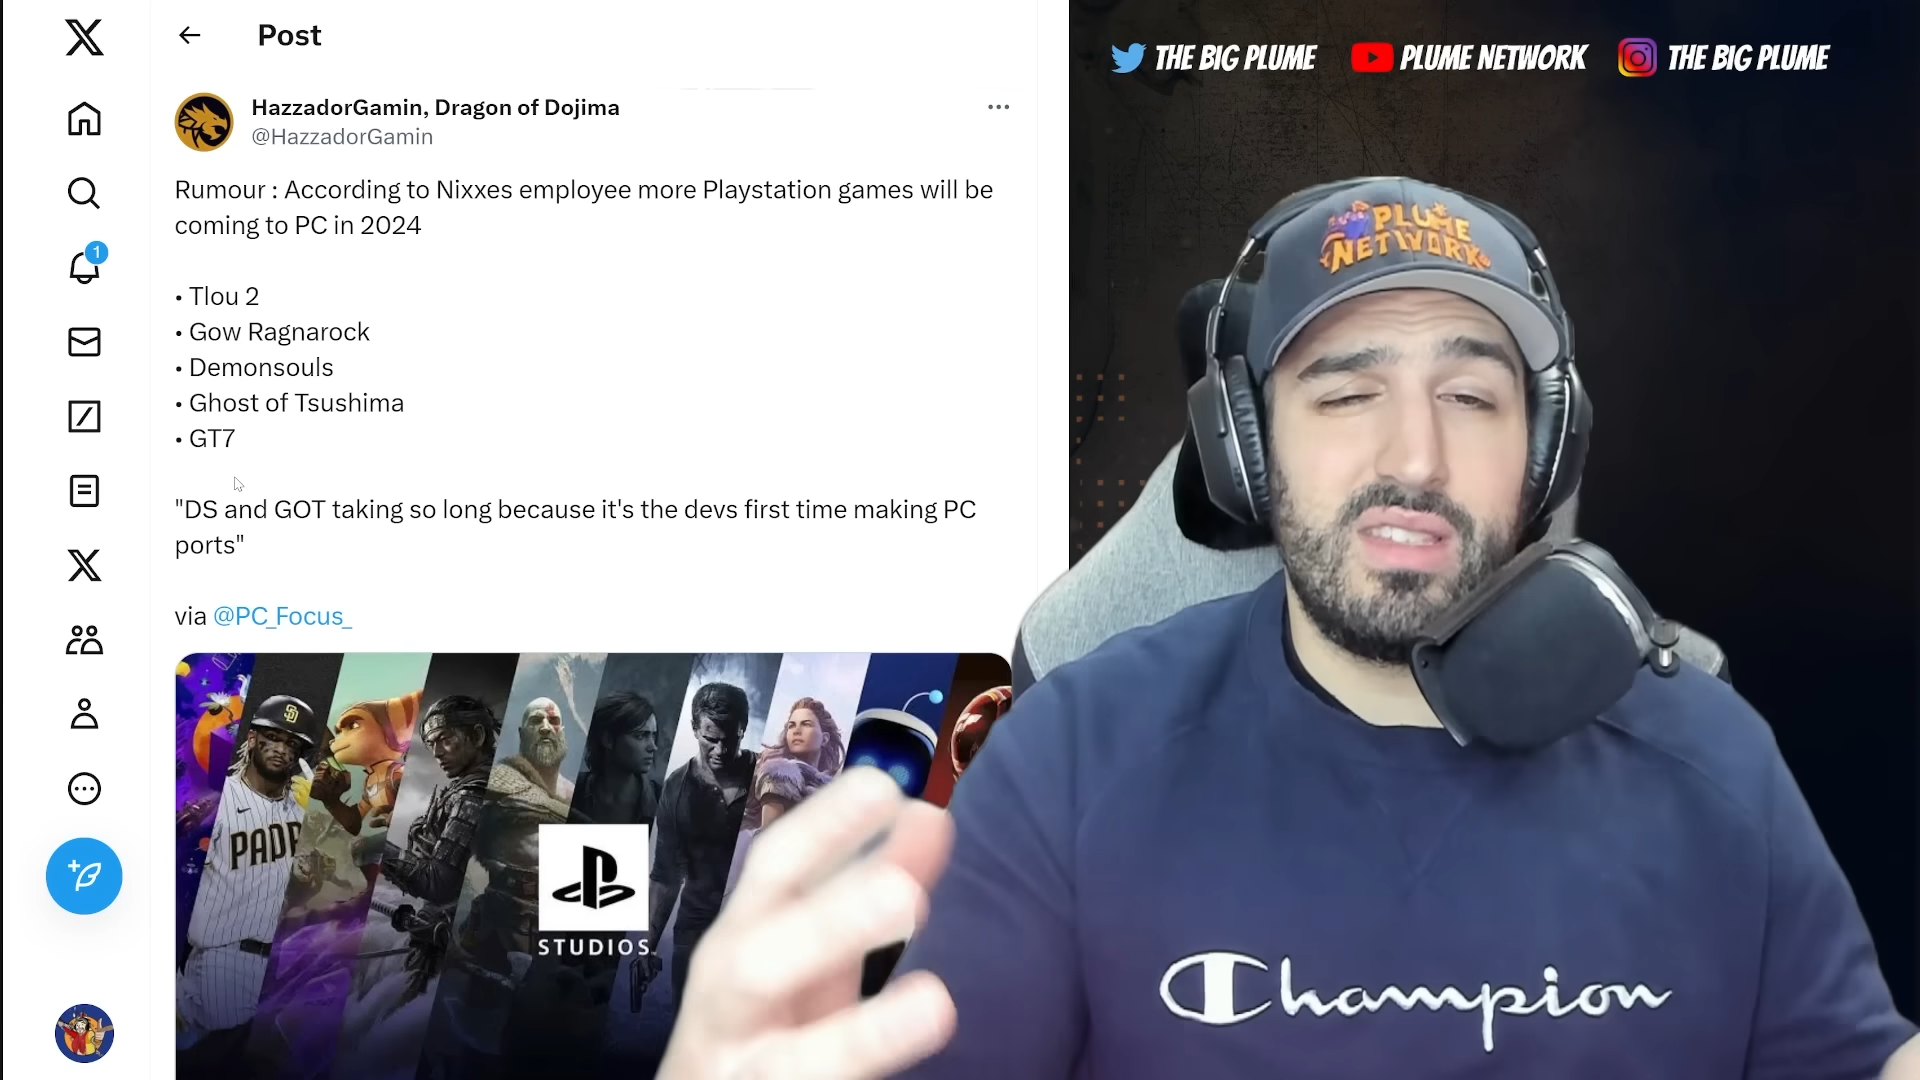 Post
THE BIG PLUME
PLUME NETWORK
THE BIG PLUME
HazzadorGamin, Dragon of Dojima
@HazzadorGamin
1
Rumour : According to Nixxes employee more Playstation games will be
coming to PC in 2024
• Tlou 2
• Gow Ragnarock
• Demonsouls
• Ghost of Tsushima
• GT7
"DS and GOT taking so long because it's the devs first time making PC
ports"
via @PC_Focus_
PLUME
NETWORK
PADR
STUDIOS
Champion